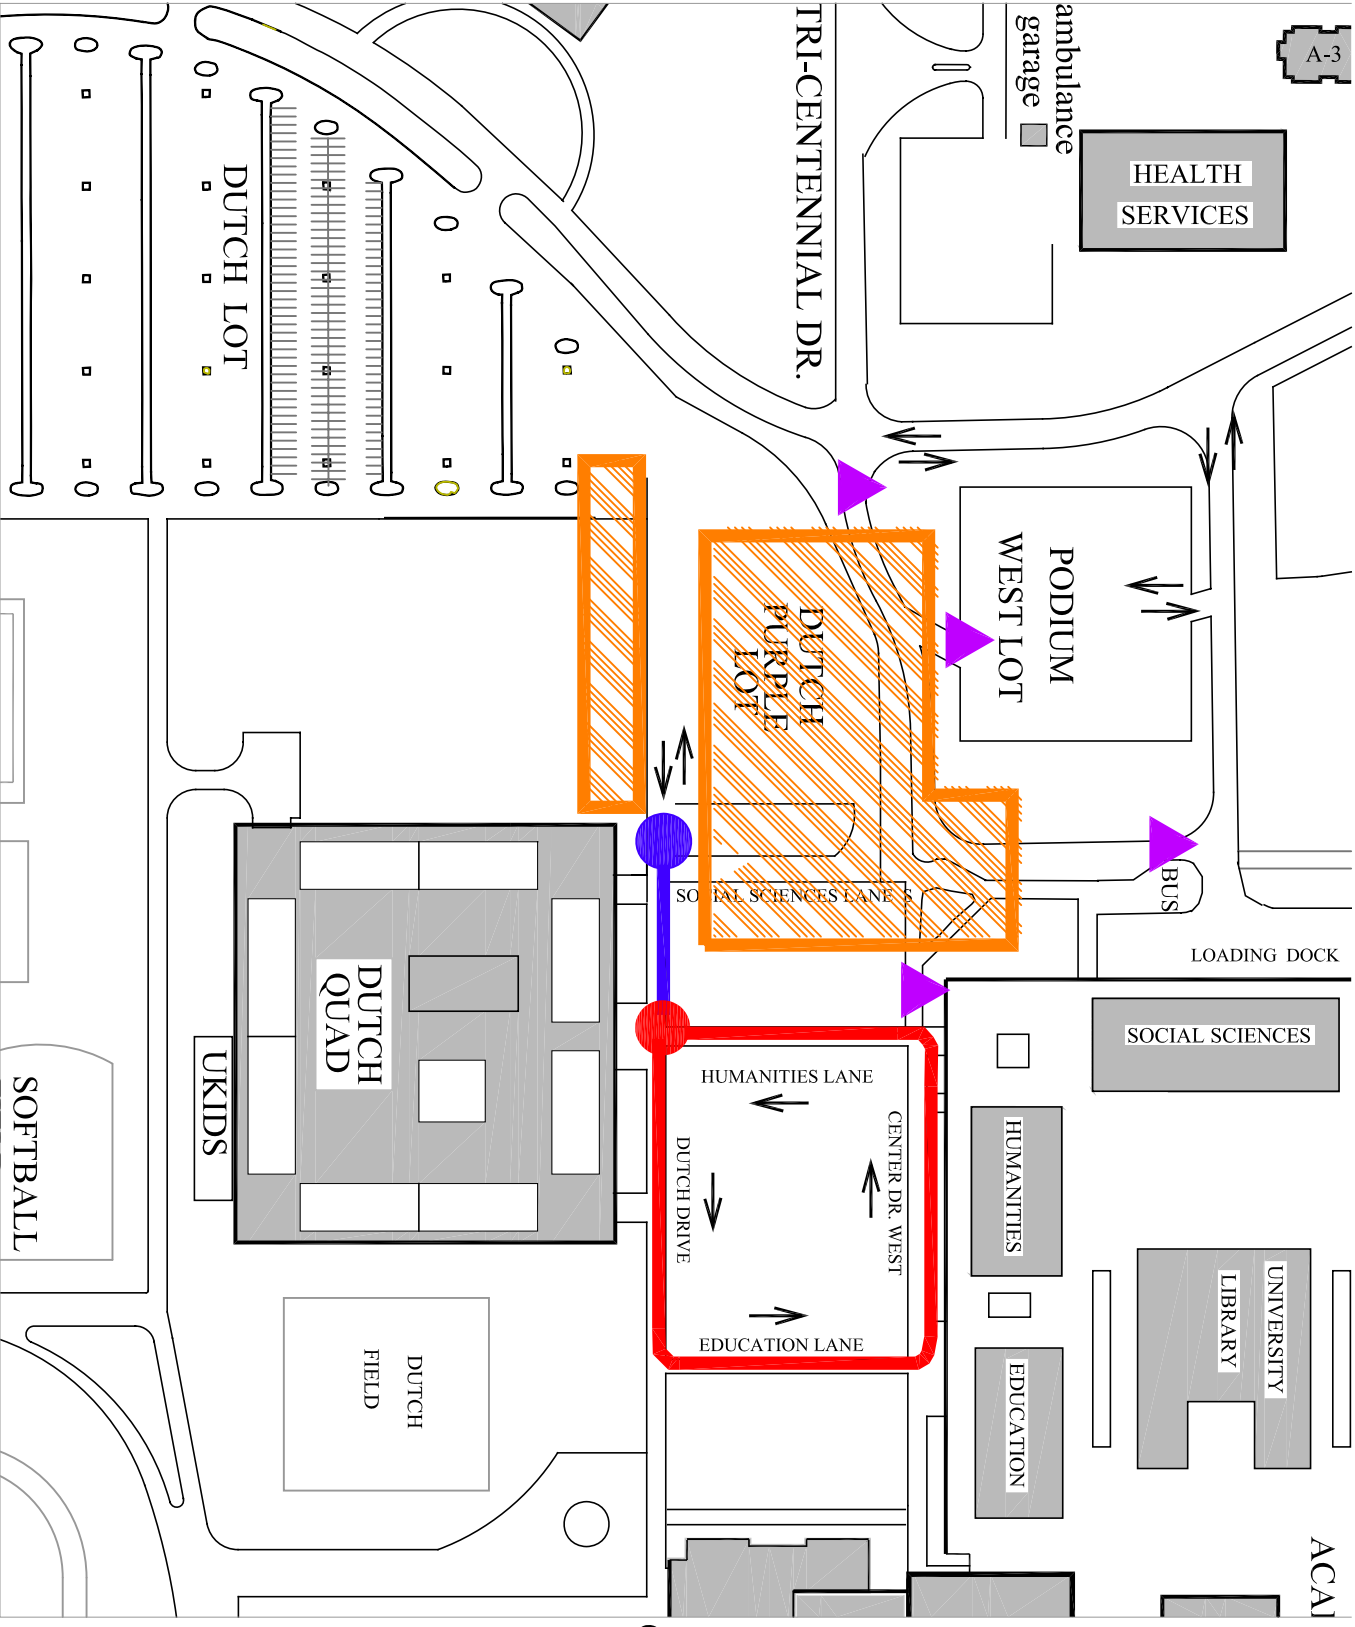 TRI-CENTENNIAL DR.
ambulance
garage
A-3
HEALTH
SERVICES
DUTCH LOT
PODIUM
WEST LOT
DUTCH
PURPLE
LOT
BUS
SOCIAL SCIENCES LANE S
LOADING DOCK
DUTCH
QUAD
UKIDS
SOFTBALL
SOCIAL SCIENCES
HUMANITIES LANE
DUTCH DRIVE
CENTER DR. WEST
EDUCATION LANE
HUMANITIES
UNIVERSITY
LIBRARY
EDUCATION
DUTCH
FIELD